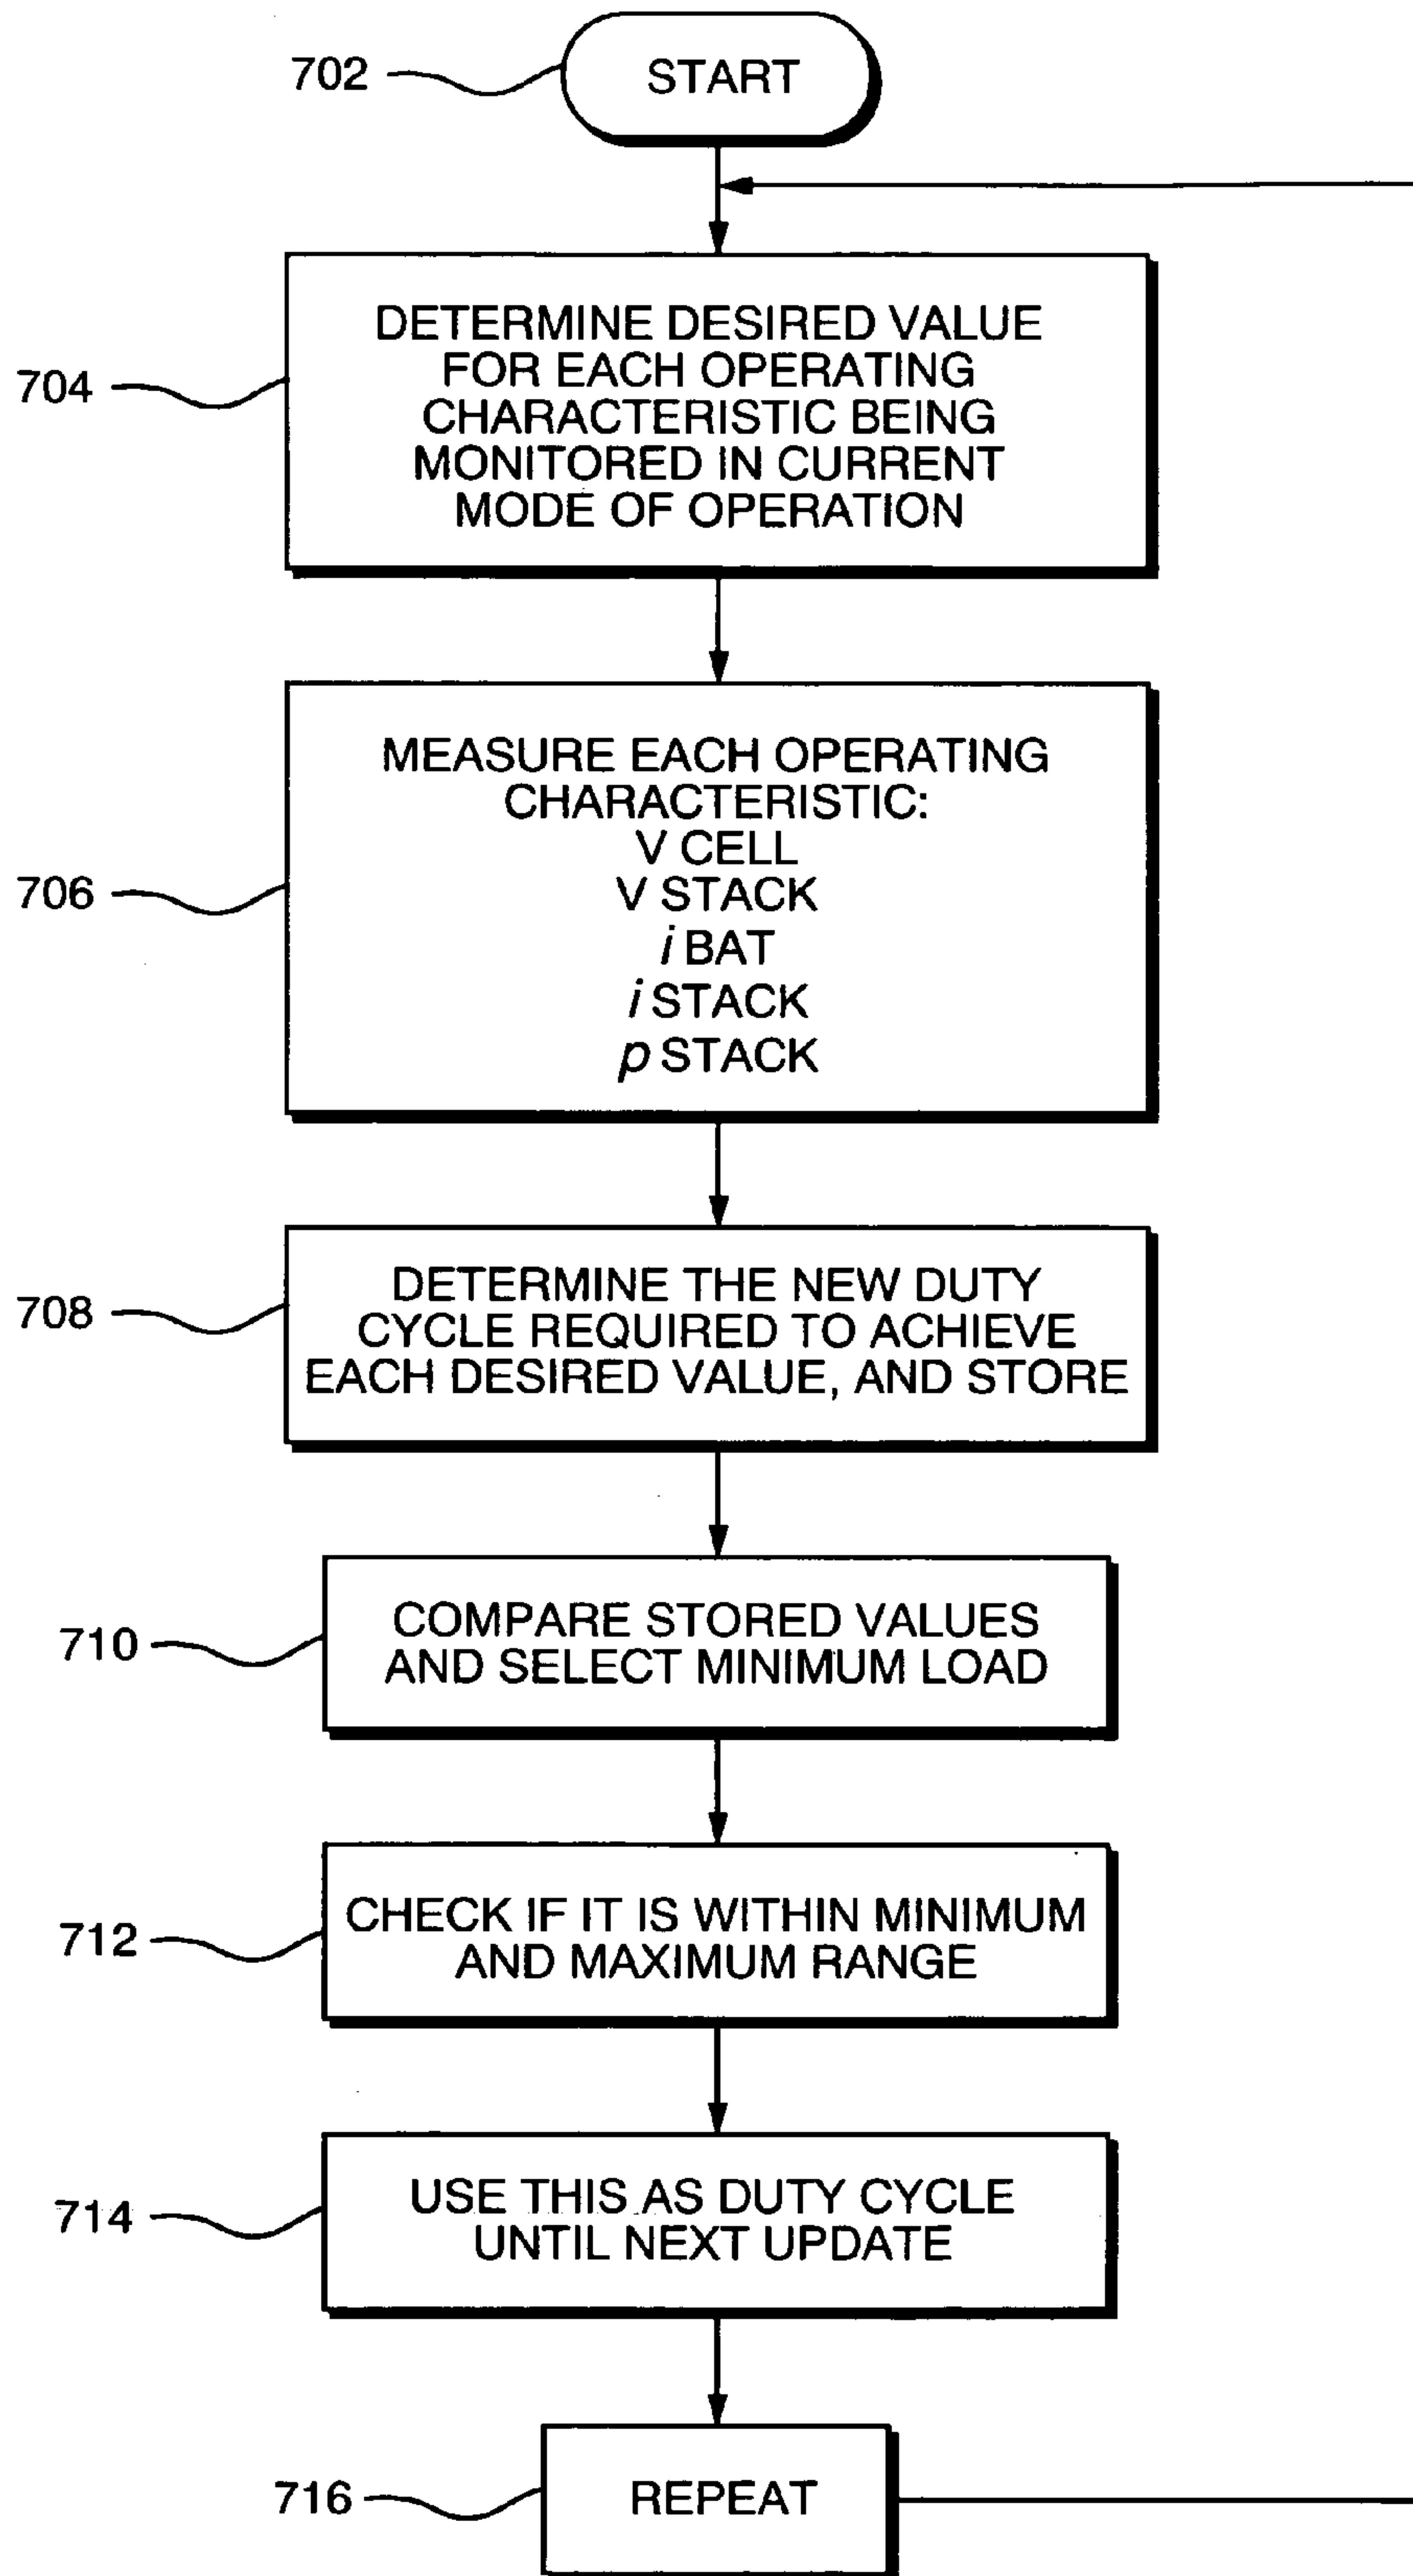 702
START
704
DETERMINE DESIRED VALUE
FOR EACH OPERATING
CHARACTERISTIC BEING
MONITORED IN CURRENT
MODE OF OPERATION
706
MEASURE EACH OPERATING
CHARACTERISTIC:
V CELL
V STACK
i BAT
i STACK
p STACK
708
DETERMINE THE NEW DUTY
CYCLE REQUIRED TO ACHIEVE
EACH DESIRED VALUE, AND STORE
710
COMPARE STORED VALUES
AND SELECT MINIMUM LOAD
712
CHECK IF IT IS WITHIN MINIMUM
AND MAXIMUM RANGE
714
USE THIS AS DUTY CYCLE
UNTIL NEXT UPDATE
716
REPEAT